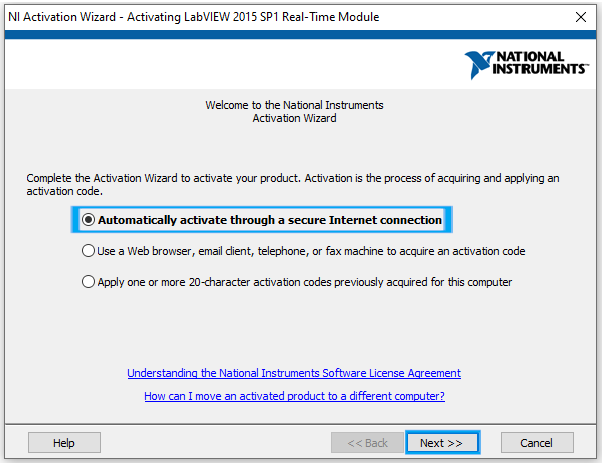 NI Activation Wizard - Activating LabVIEW 2015 SP1 Real-Time Module
NATIONAL
INSTRUMENTS™
Welcome to the National Instruments
Activation Wizard
Complete the Activation Wizard to activate your product. Activation is the process of acquiring and applying an
activation code.
Automatically activate through a secure Internet connection
Use a Web browser, email client, telephone, or fax machine to acquire an activation code
Apply one or more 20-character activation codes previously acquired for this computer
Understanding the National Instruments Software License Agreement
How can I move an activated product to a different computer?
Help
<< Back
Next >>
Cancel